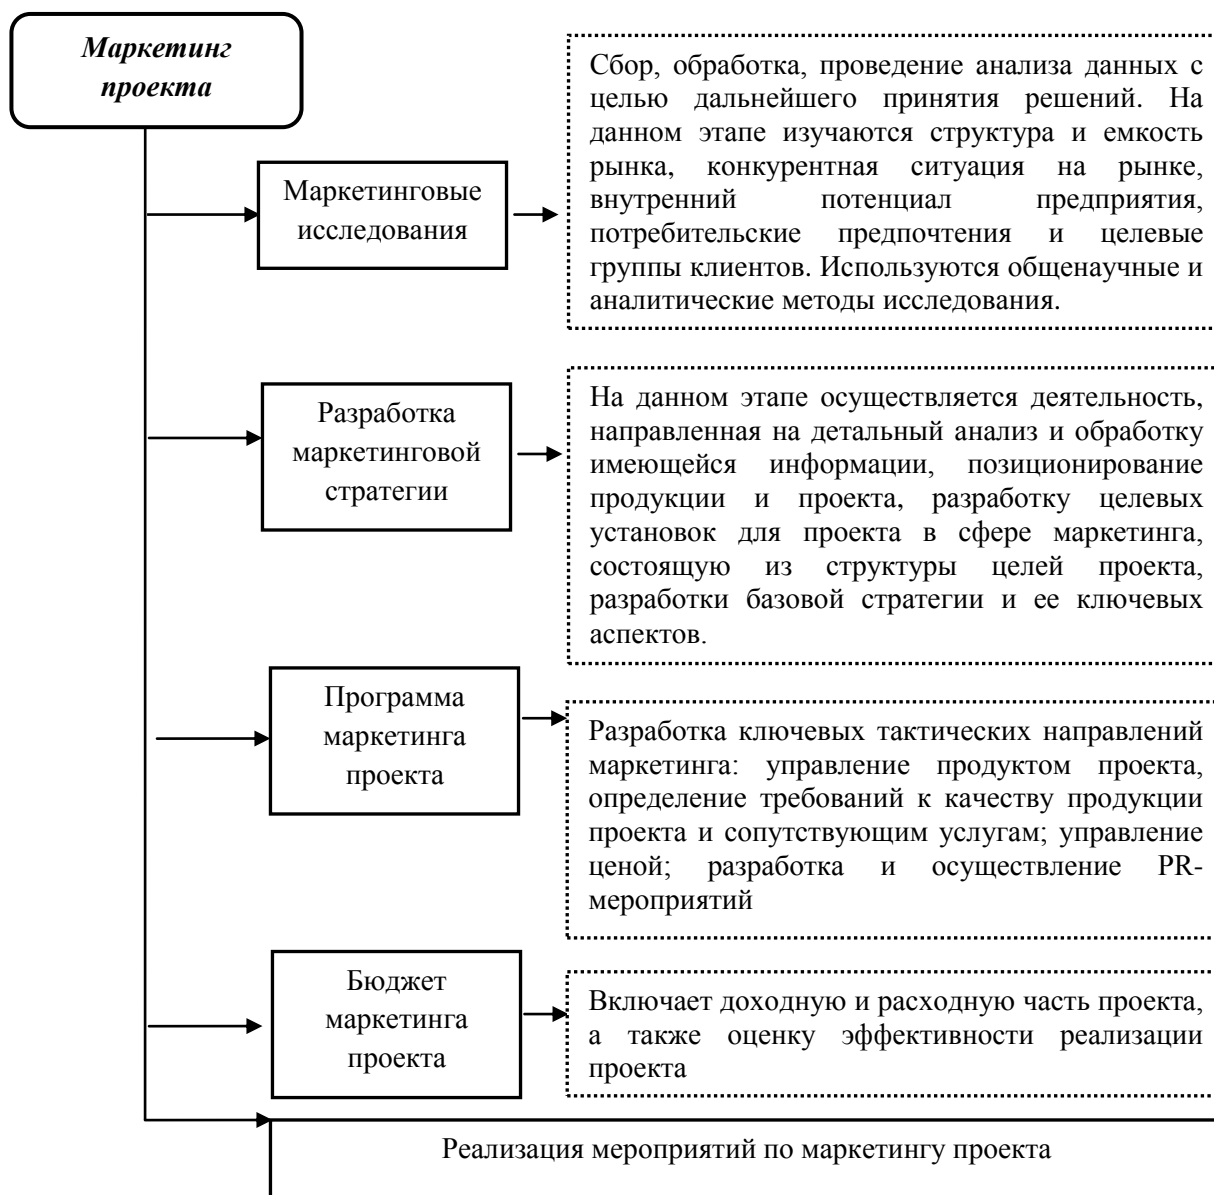 Маркетинг
проекта
Сбор, обработка, проведение анализа данных с
целью дальнейшего принятия решений. На
данном этапе изучаются структура и емкость
рынка, конкурентная ситуация на рынке,
внутренний потенциал предприятия,
потребительские предпочтения и целевые
группы клиентов. Используются общенаучные и
аналитические методы исследования.
Маркетинговые
исследования
На данном этапе осуществляется деятельность,
направленная на детальный анализ и обработку
имеющейся информации, позиционирование
продукции и проекта, разработку целевых
установок для проекта в сфере маркетинга,
состоящую из структуры целей проекта,
разработки базовой стратегии и ее ключевых
аспектов.
Разработка
маркетинговой
стратегии
Программа
маркетинга
проекта
Разработка ключевых тактических направлений
маркетинга: управление продуктом проекта,
определение требований к качеству продукции
проекта и сопутствующим услугам; управление
ценой; разработка и осуществление PR-
мероприятий
Бюджет
маркетинга
проекта
Включает доходную и расходную часть проекта,
а также оценку эффективности реализации
проекта
Реализация мероприятий по маркетингу проекта